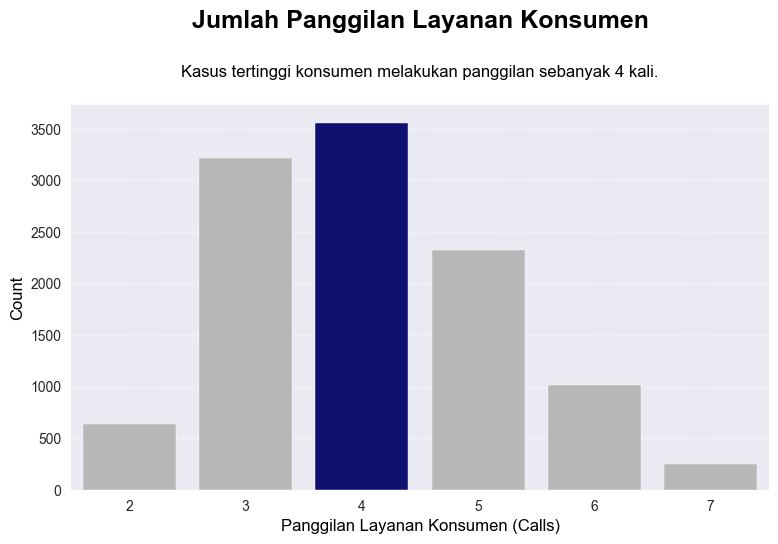 Jumlah Panggilan Layanan Konsumen
Kasus tertinggi konsumen melakukan panggilan sebanyak 4 kali.
3500
3000
2500
2000
1500
1000
500
0
Count
2 3 4 5 6 7
Panggilan Layanan Konsumen (Calls)